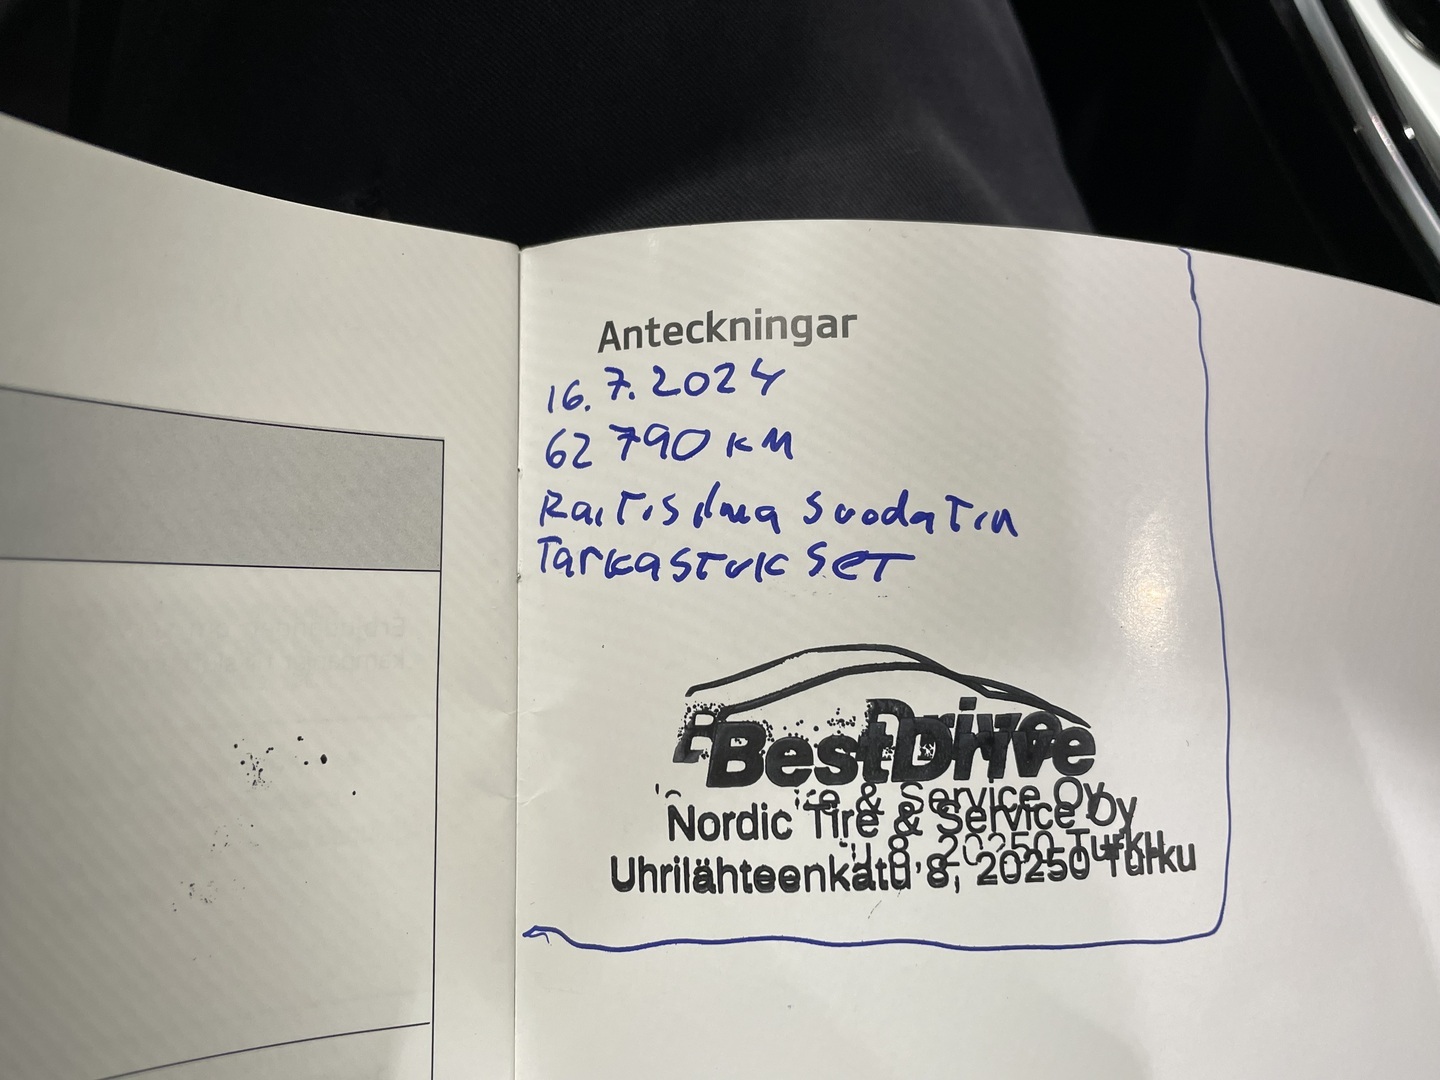 Anteckningar
16.7.2024
62 790 KM
Raitisilma suodatin
Tarkastukset
BestDrive
Nordic Tire & Service Oy
Uhrilähteenkatu 8, 20250 Turku